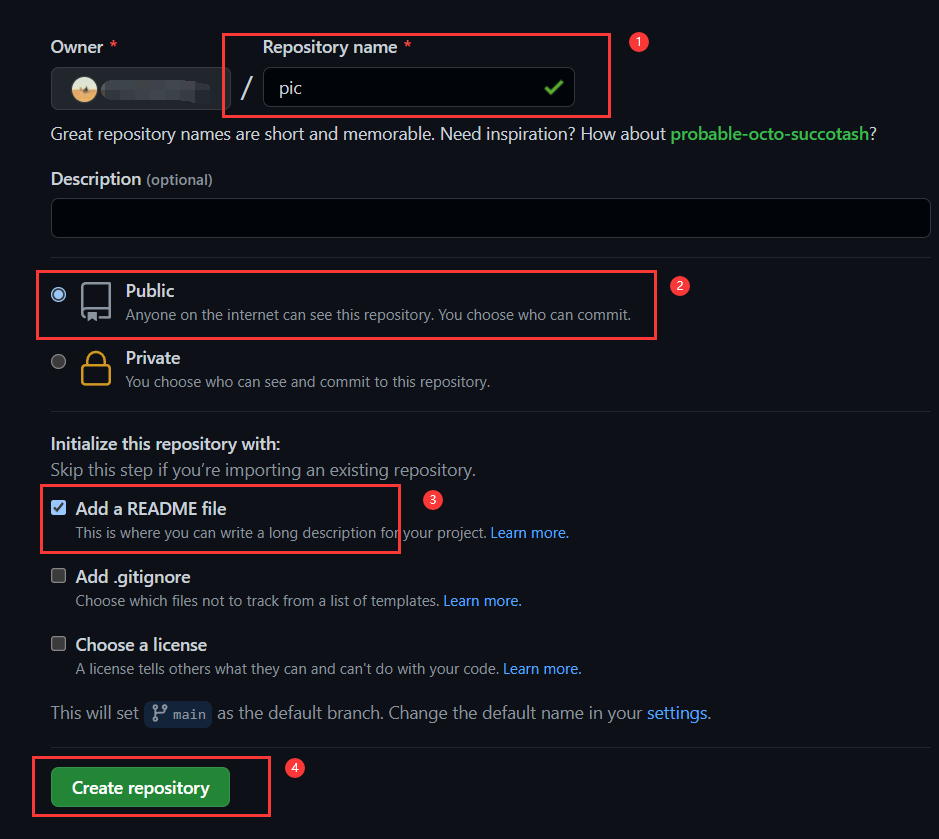 Owner *
Repository name *
1
/
pic
Great repository names are short and memorable. Need inspiration? How about probable-octo-succotash?
Description (optional)
Public
2
Anyone on the internet can see this repository. You choose who can commit.
Private
You choose who can see and commit to this repository.
Initialize this repository with:
Skip this step if you’re importing an existing repository.
Add a README file
3
This is where you can write a long description for your project. Learn more.
Add .gitignore
Choose which files not to track from a list of templates. Learn more.
Choose a license
A license tells others what they can and can't do with your code. Learn more.
This will set main as the default branch. Change the default name in your settings.
4
Create repository